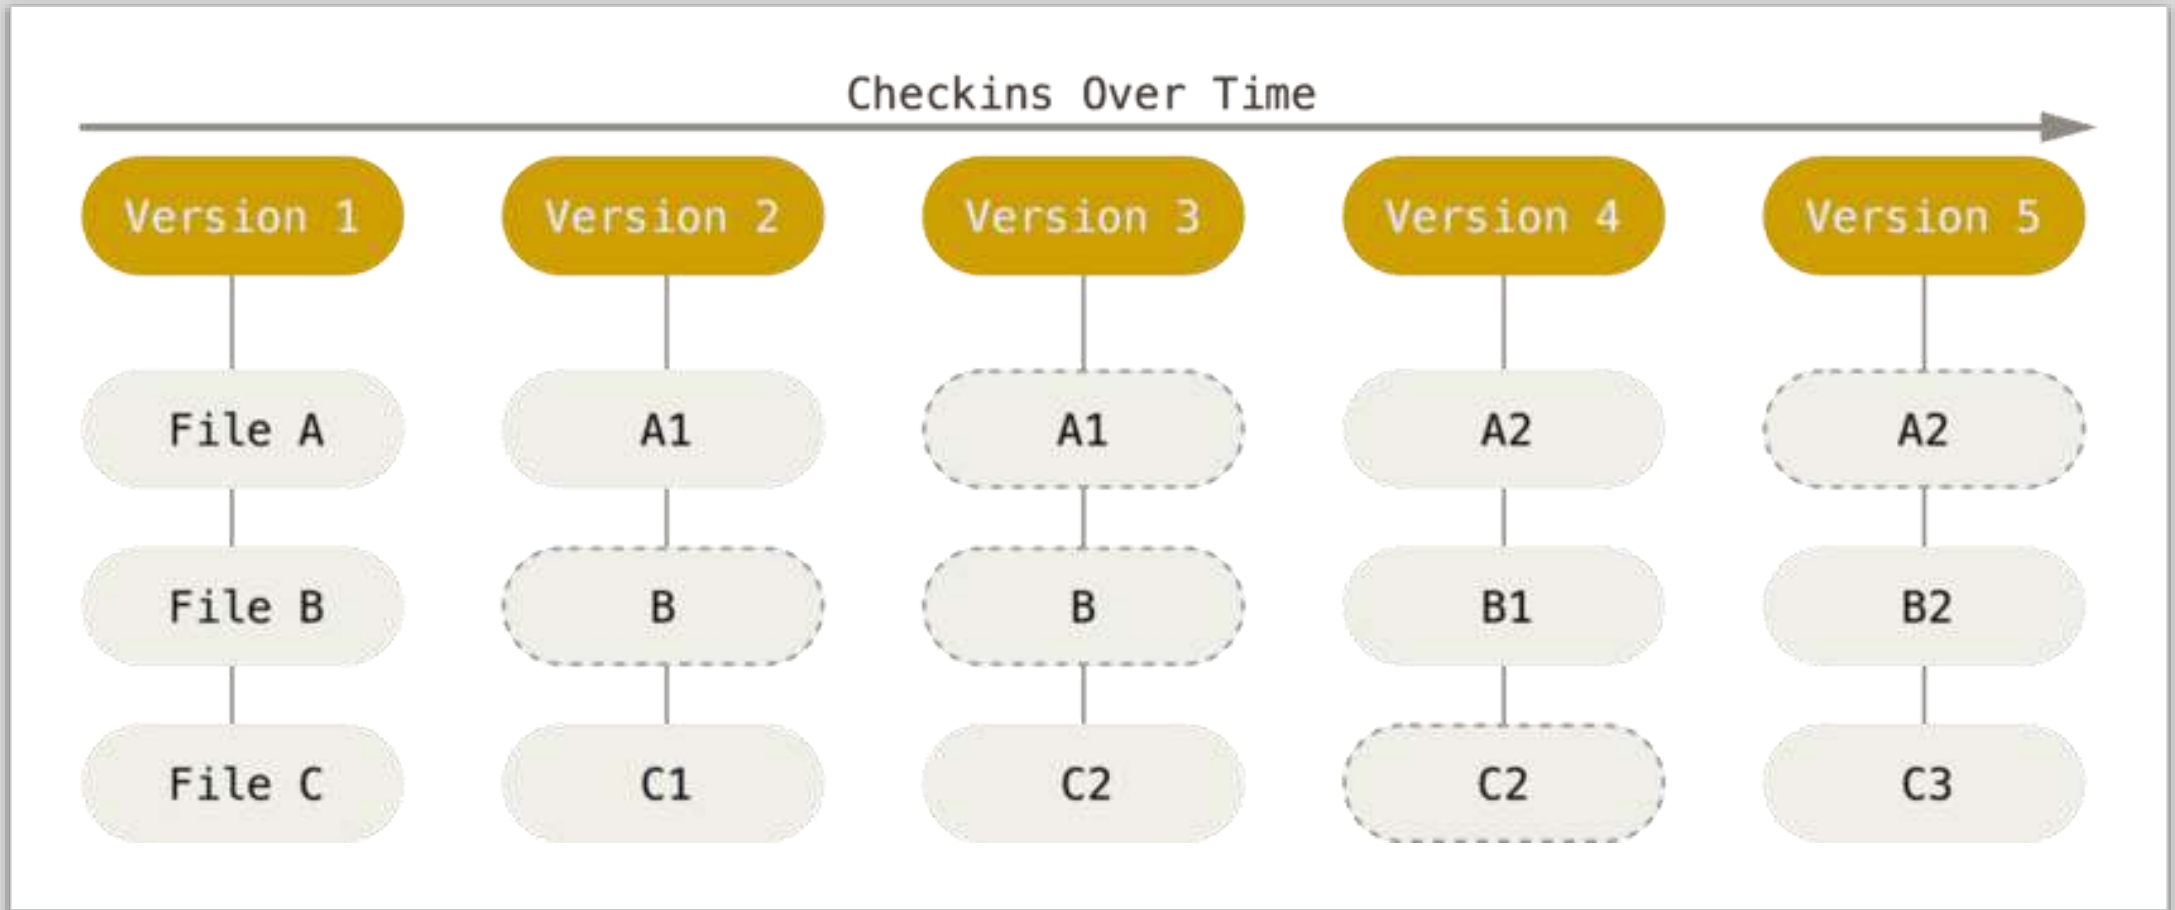 Checkins Over Time
Version 1 Version 2 Version 3 Version 4 Version 5
File A A1 A1 A2 A2
File B B B B1 B2
File C C1 C2 C2 C3